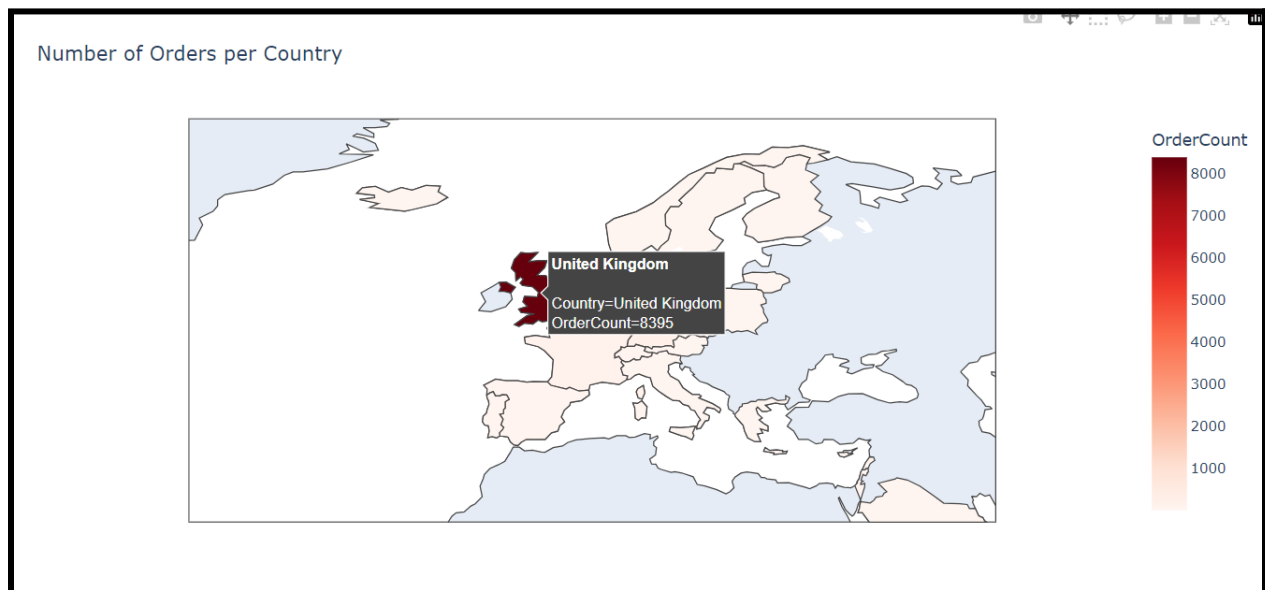 Number of Orders per Country
OrderCount
8000
7000
6000
5000
4000
3000
2000
1000
United Kingdom
Country=United Kingdom
OrderCount=8395